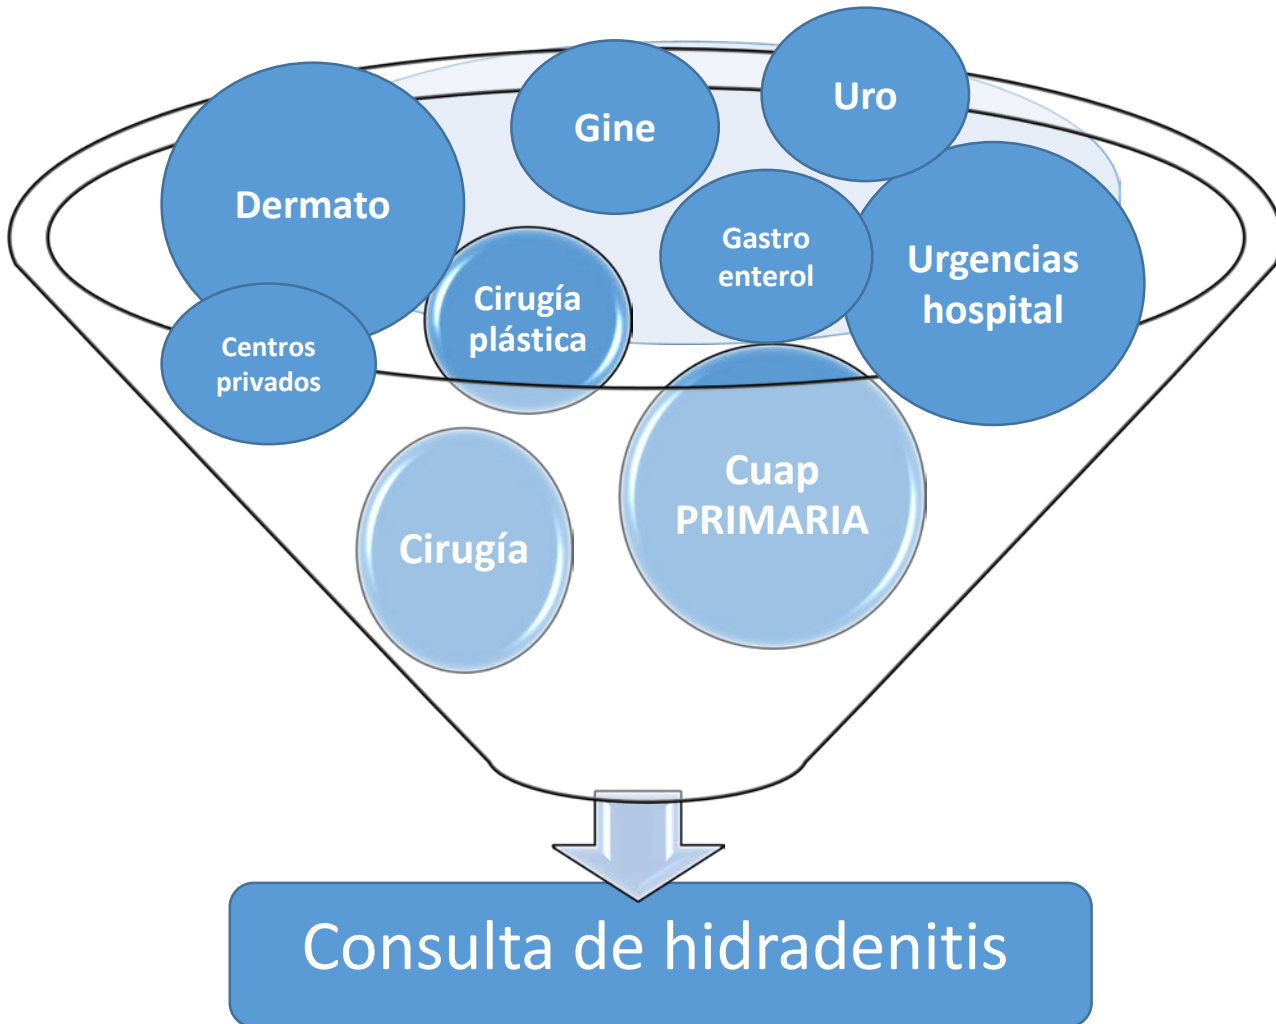 Uro
Gine
Dermato
Gastro
enterol
Urgencias
hospital
Cirugía
plástica
Centros
privados
Cuap
PRIMARIA
Cirugía
Consulta de hidradenitis